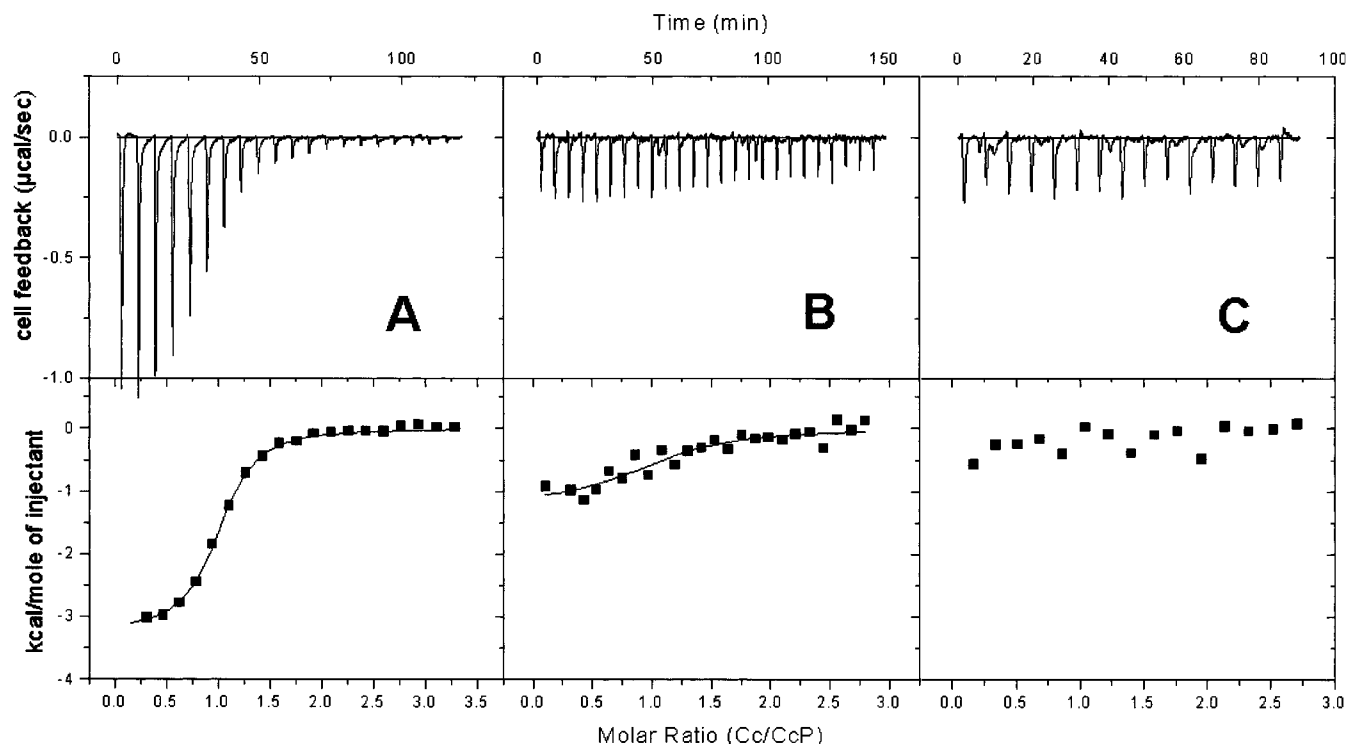 Time (min)
0 50 100
0 50 100 150
0 20 40 60 80 100
cell feedback (µcal/sec)
0.0
-0.5
-1.0
A
B
C
kcal/mole of injectant
0
-1
-2
-3
-4
0.0 0.5 1.0 1.5 2.0 2.5 3.0 3.5
0.0 0.5 1.0 1.5 2.0 2.5 3.0
0.0 0.5 1.0 1.5 2.0 2.5 3.0
Molar Ratio (Cc/CcP)